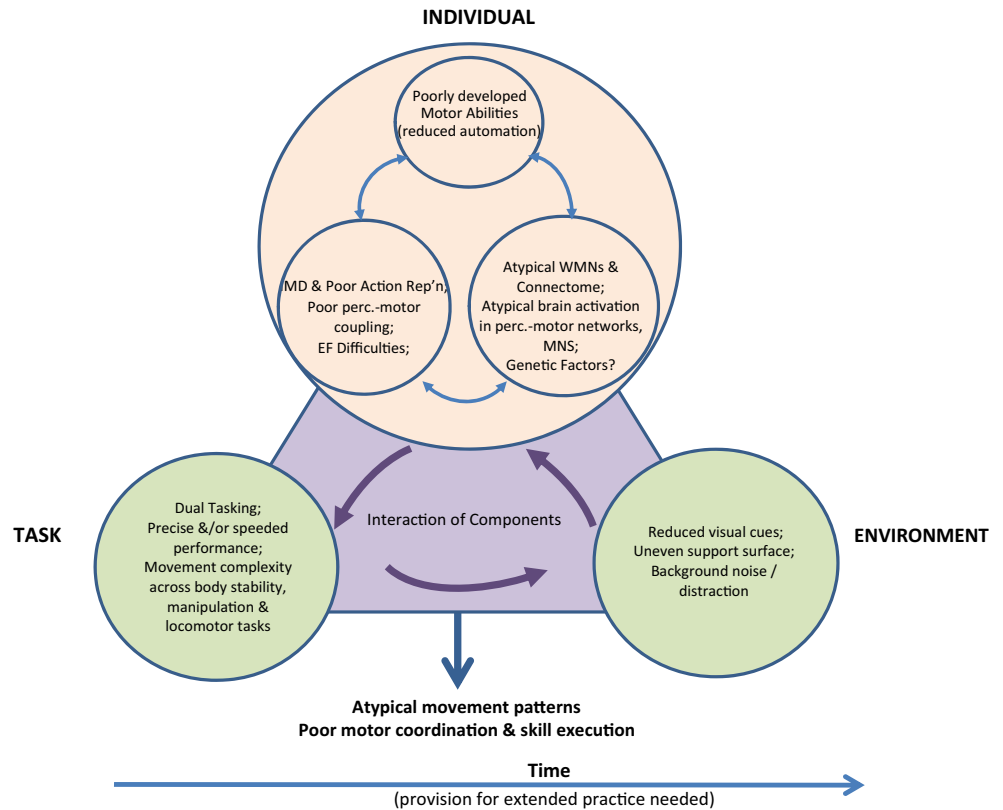 INDIVIDUAL
Poorly developed
Motor Abilities
(reduced automation)
IMD & Poor Action Rep'n;
Poor perc.-motor
coupling;
EF Difficulties;
Atypical WMNs &
Connectome;
Atypical brain activation
in perc.-motor networks,
MNS;
Genetic Factors?
TASK
Dual Tasking;
Precise &/or speeded
performance;
Movement complexity
across body stability,
manipulation &
locomotor tasks
Interaction of Components
Reduced visual cues;
Uneven support surface;
Background noise /
distraction
ENVIRONMENT
Atypical movement patterns
Poor motor coordination & skill execution
Time
(provision for extended practice needed)